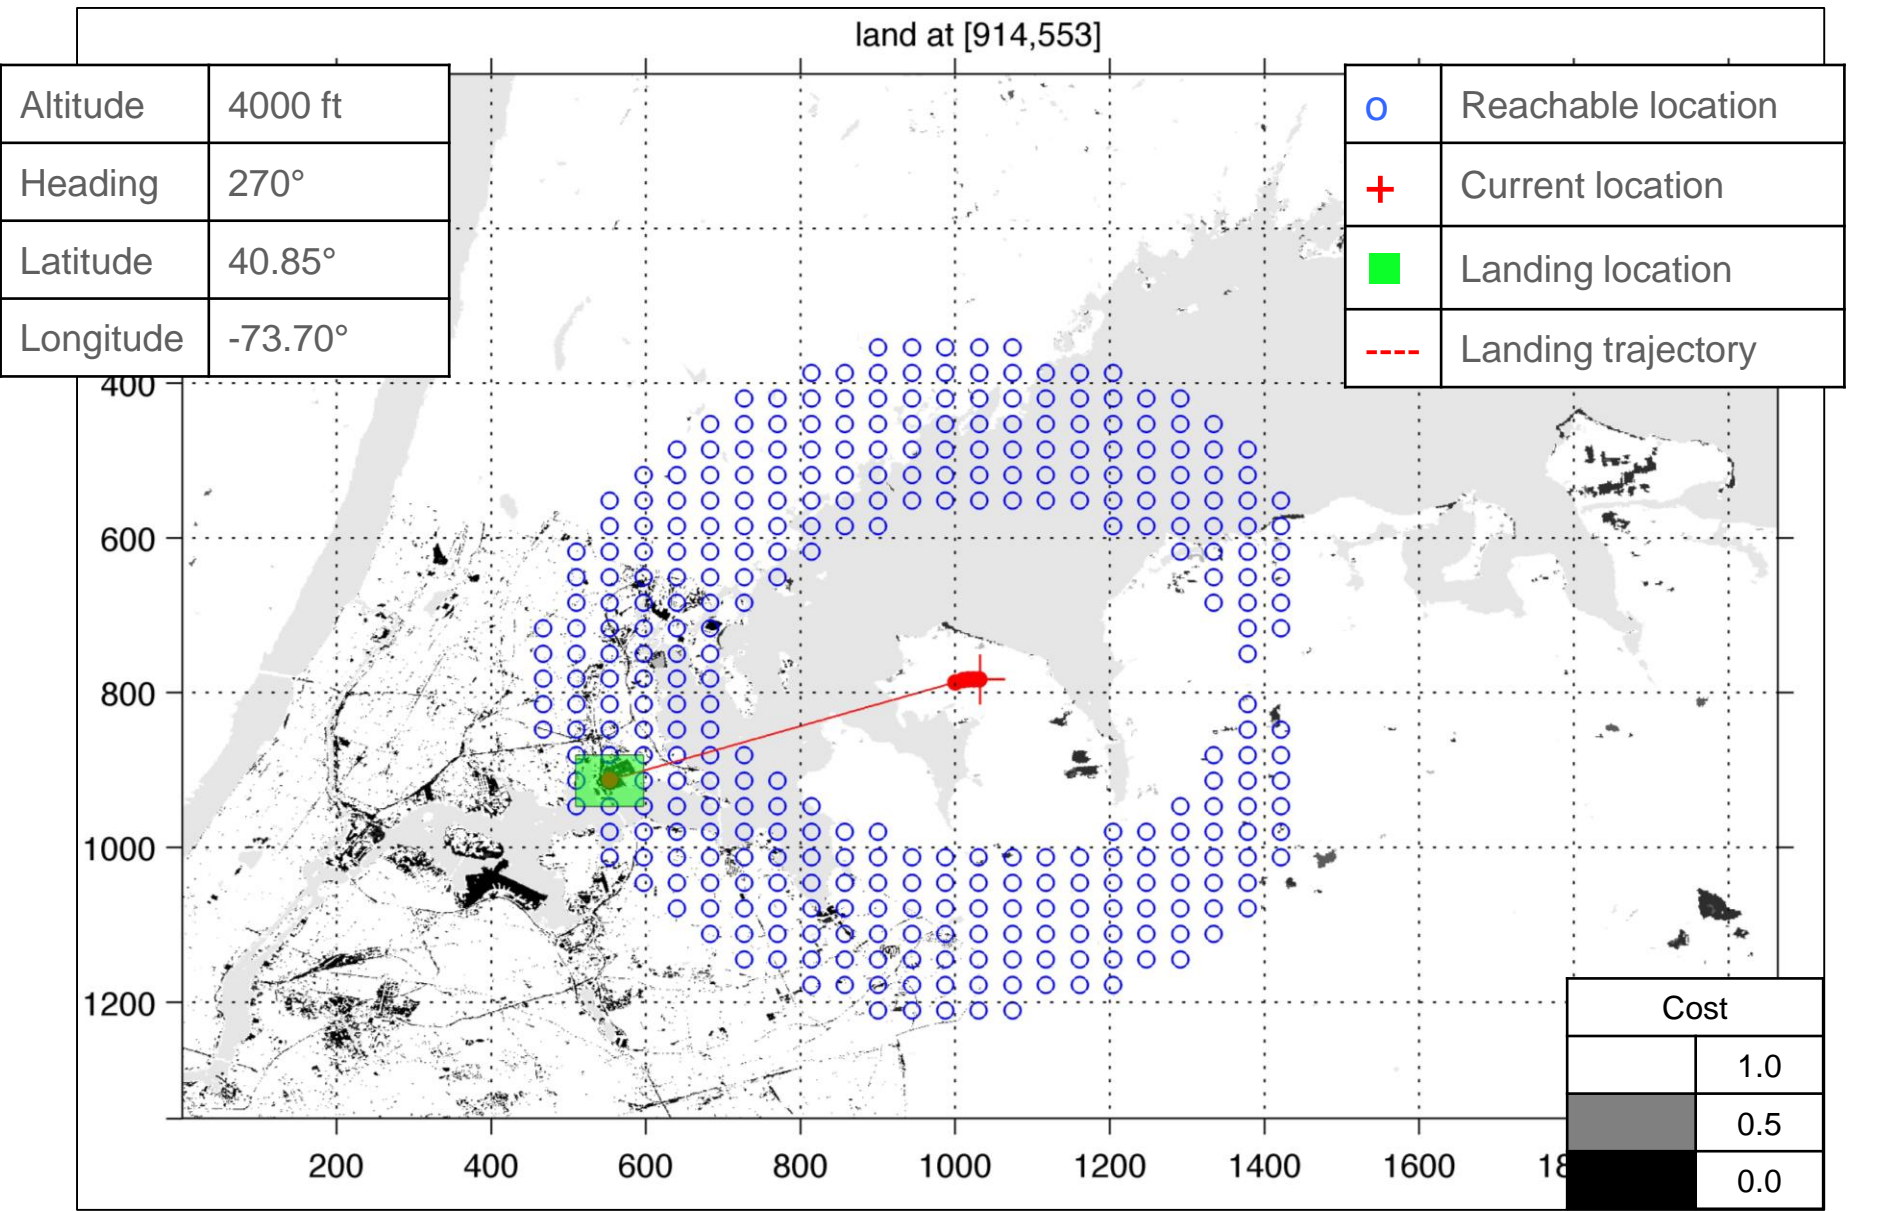 land at [914,553]
Altitude 4000 ft
Heading 270°
Latitude 40.85°
Longitude -73.70°
o Reachable location
+ Current location
Landing location
---- Landing trajectory
400
600
800
1000
1200
200 400 600 800 1000 1200 1400 1600
Cost
1.0
0.5
0.0